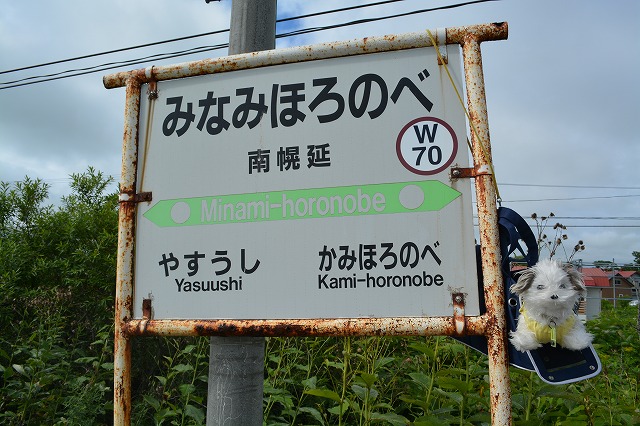 みなみほろのべ
南幌延
W
70
Minami-horonobe
やすうし
Yasuushi
かみほろのべ
Kami-horonobe